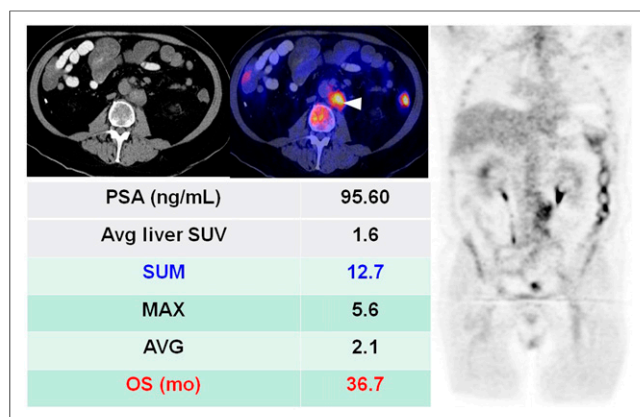 PSA (ng/mL) 95.60
Avg liver SUV 1.6
SUM 12.7
MAX 5.6
AVG 2.1
OS (mo) 36.7